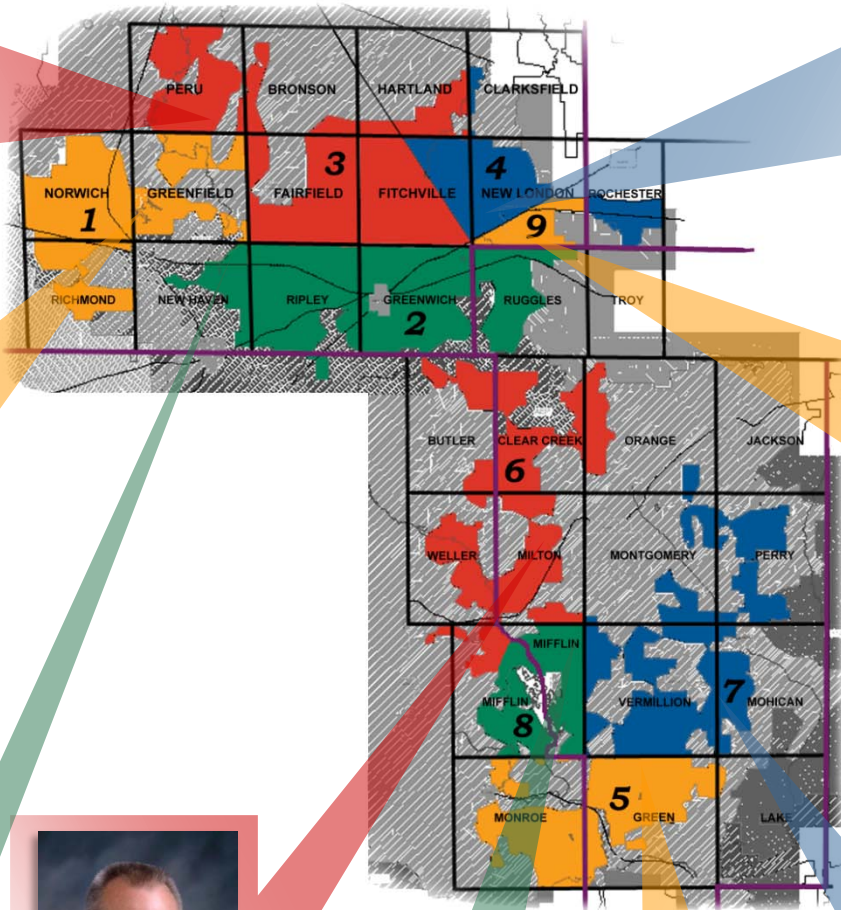 PERU
BRONSON
HARTLAND
CLARKSFIELD
3
4
NORWICH
GREENFIELD
FAIRFIELD
FITCHVILLE
NEW LONDON
ROCHESTER
1
9
RICHMOND
NEW HAVEN
RIPLEY
GREENWICH
RUGGLES
TROY
2
BUTLER
CLEAR CREEK
ORANGE
JACKSON
6
WELLER
MILTON
MONTGOMERY
PERRY
MIFFLIN
MIFFLIN
VERMILLION
7
MOHICAN
8
5
MONROE
GREEN
LAKE